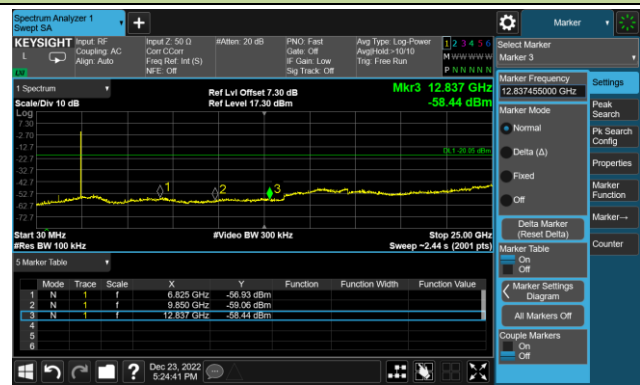 Spectrum Analyzer 1
Swept SA
Marker
KEYSIGHT
L
Input: RF
Coupling: AC
Align: Auto
Input Z: 50 Ω
Corr CCorr
Freq Ref: Int (S)
NFE: Off
#Atten: 20 dB
PNO: Fast
Gate: Off
IF Gain: Low
Sig Track: Off
Avg Type: Log-Power
Avg|Hold:>10/10
Trig: Free Run
1 2 3 4 5 6
M W W W W W
P N N N N N
Select Marker
Marker 3
1 Spectrum
Scale/Div 10 dB
Log
Ref Lvl Offset 7.30 dB
Ref Level 17.30 dBm
Mkr3 12.837 GHz
-58.44 dBm
7.30
-2.70
-12.7
-22.7
-32.7
-42.7
-52.7
-62.7
-72.7
1
2
3
Start 30 MHz
#Res BW 100 kHz
#Video BW 300 kHz
Stop 25.00 GHz
Sweep ~2.44 s (2001 pts)
5 Marker Table
Mode Trace Scale X Y Function Function Width Function Value
1 N 1 f 6.825 GHz -56.93 dBm
2 N 1 f 9.850 GHz -59.06 dBm
3 N 1 f 12.837 GHz -58.44 dBm
4
5
6
Marker Frequency
12.837455000 GHz
Marker Mode
Normal
Delta (Δ)
Fixed
Off
Delta Marker
(Reset Delta)
Marker Table
On
Off
Marker Settings
Diagram
All Markers Off
Couple Markers
On
Off
Settings
Peak
Search
Pk Search
Config
Properties
Marker
Function
Marker→
Counter
?
Dec 23, 2022
5:24:41 PM